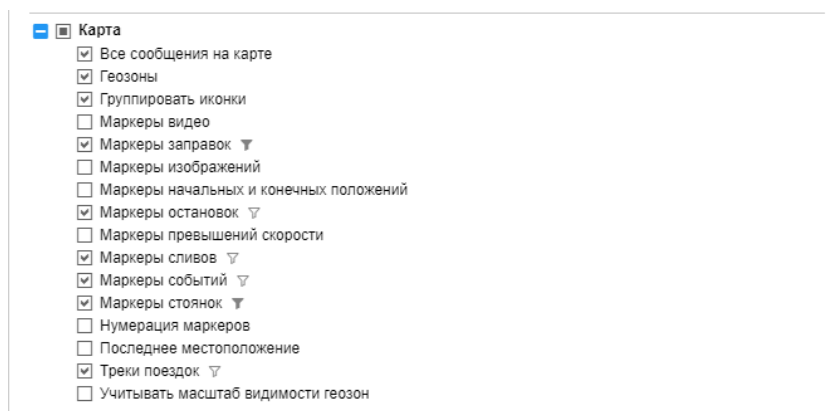 Карта
Все сообщения на карте
Геозоны
Группировать иконки
Маркеры видео
Маркеры заправок
Маркеры изображений
Маркеры начальных и конечных положений
Маркеры остановок
Маркеры превышений скорости
Маркеры сливов
Маркеры событий
Маркеры стоянок
Нумерация маркеров
Последнее местоположение
Треки поездок
Учитывать масштаб видимости геозон